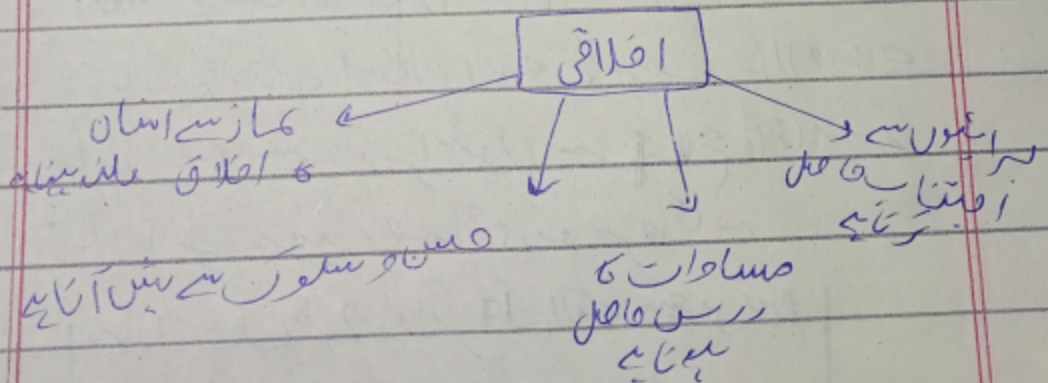 اخلاقی
برائیوں سے
اجتناب حاصل
کرتا ہے
نماز سے انسان
کا اخلاق بلند ہوتا ہے
مساوات کا
درس حاصل
ہوتا ہے
حسن و سلوک سے پیش آتا ہے